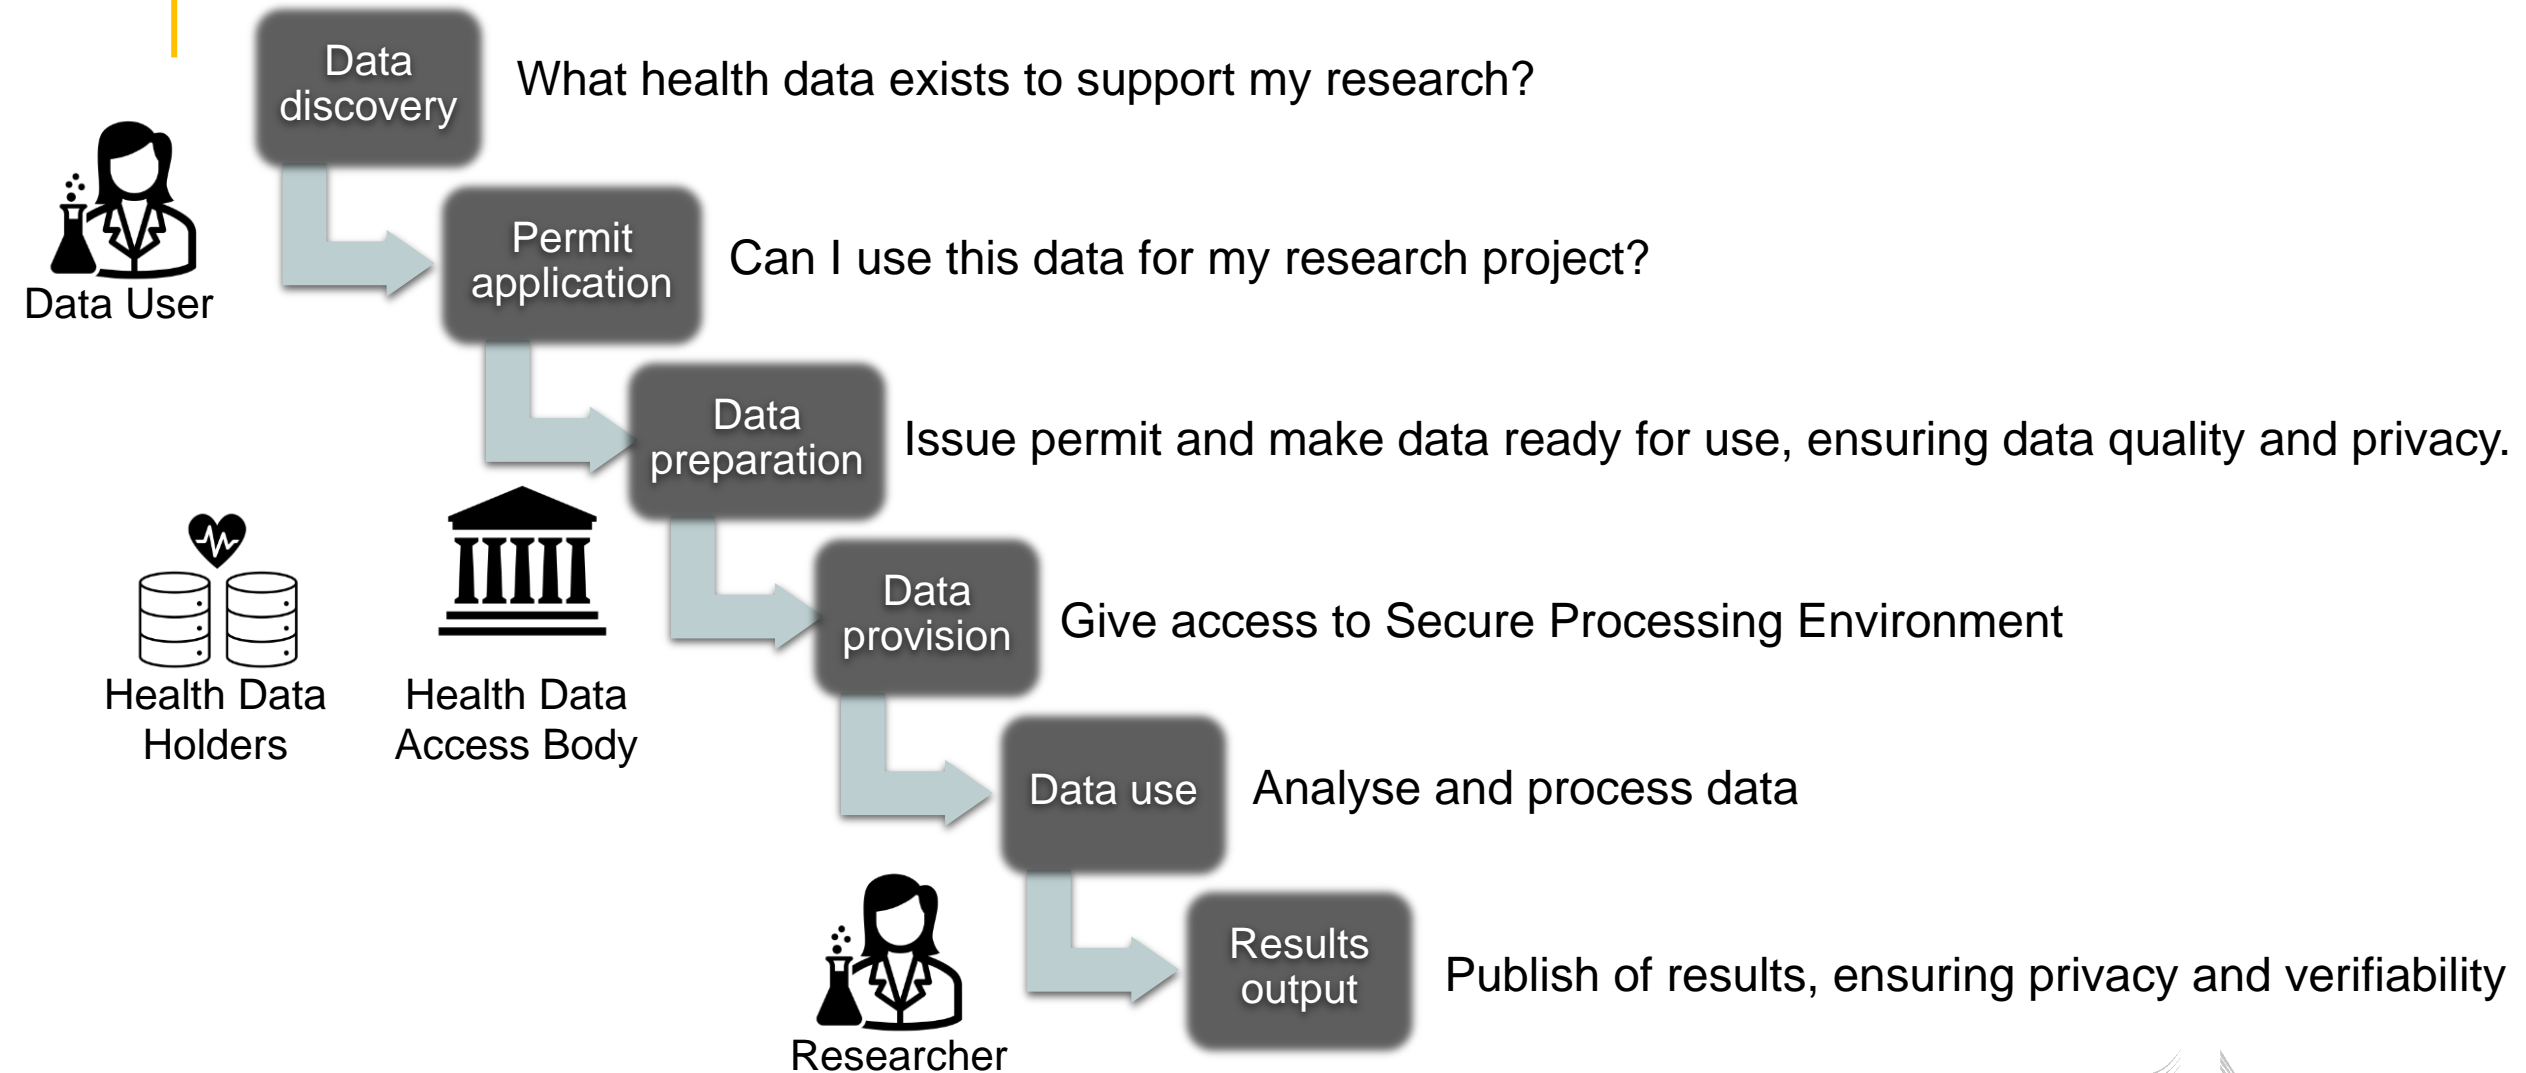 Data
discovery
What health data exists to support my research?
Data User
Permit
application
Can I use this data for my research project?
Data
preparation
Issue permit and make data ready for use, ensuring data quality and privacy.
Health Data
Holders
Health Data
Access Body
Data
provision
Give access to Secure Processing Environment
Data use
Analyse and process data
Researcher
Results
output
Publish of results, ensuring privacy and verifiability